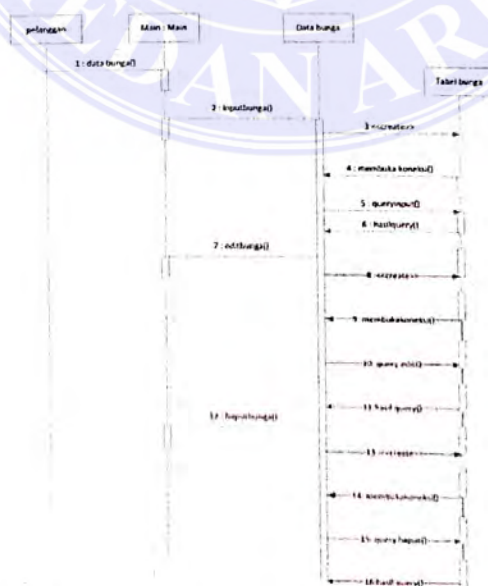 pelanggan
Main : Main
Data bunga
Tabel bunga
1 : data bunga()
2 : inputbunga()
3 <<create>>
4 : membuka koneksi()
5 : queryinput()
6 : hasilquery()
7 : editbunga()
8 <<create>>
9 : membukakoneksi()
10: query edit()
11 hasil query()
12 : hapusbunga()
13 <<create>>
14 membukakoneksi()
15: query hapus()
16 hasil query()
MEDAN AR